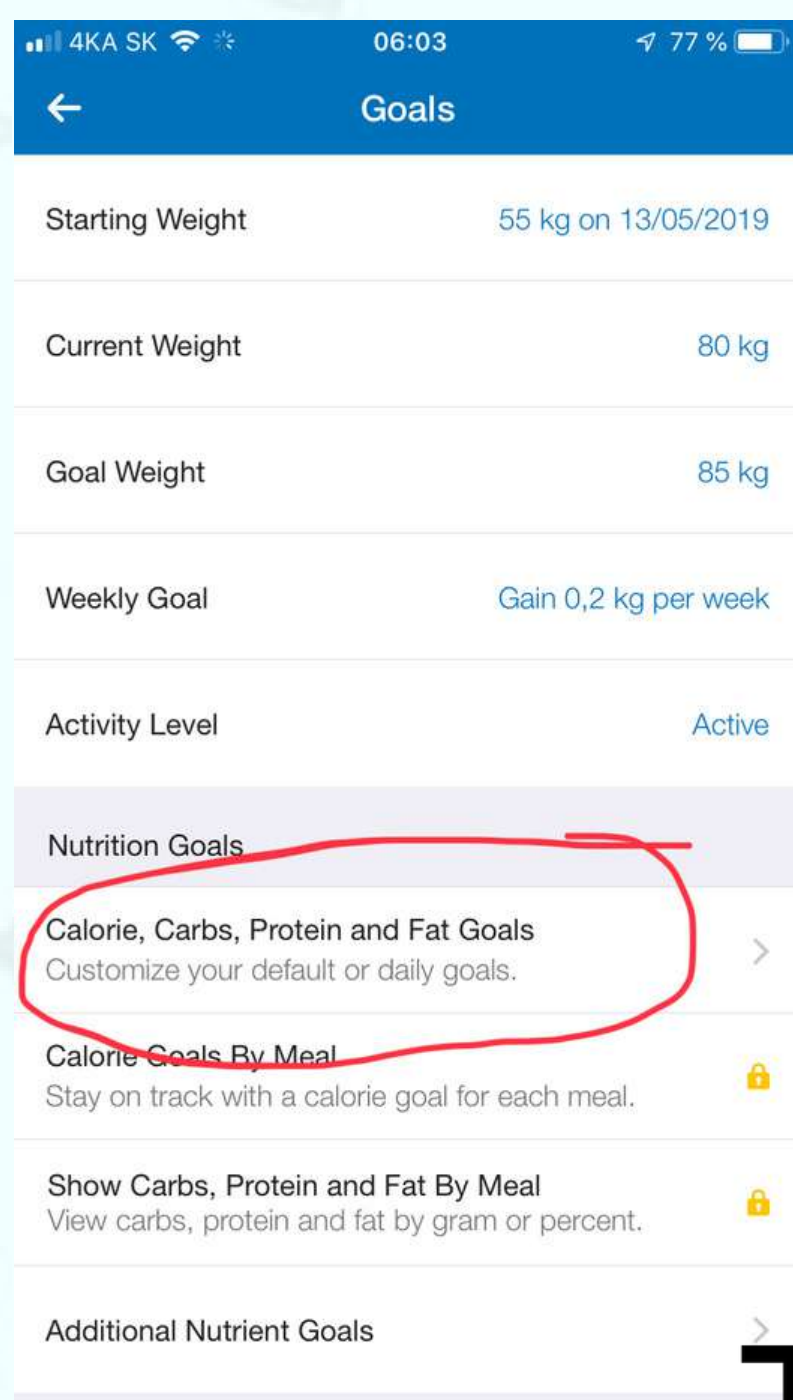 4KA SK 06:03 77 %
Goals
Starting Weight 55 kg on 13/05/2019
Current Weight 80 kg
Goal Weight 85 kg
Weekly Goal Gain 0,2 kg per week
Activity Level Active
Nutrition Goals
Calorie, Carbs, Protein and Fat Goals
Customize your default or daily goals.
Calorie Goals By Meal
Stay on track with a calorie goal for each meal.
Show Carbs, Protein and Fat By Meal
View carbs, protein and fat by gram or percent.
Additional Nutrient Goals